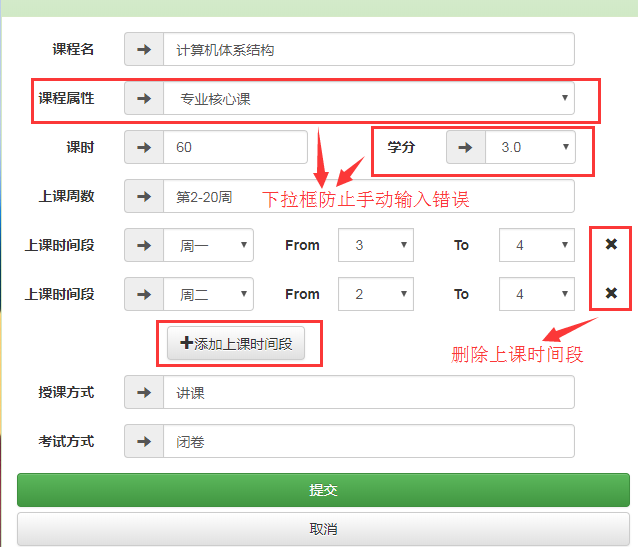 课程名 计算机体系结构
课程属性 专业核心课
课时 60 学分 3.0
上课周数 第2-20周
下拉框防止手动输入错误
上课时间段 周一 From 3 To 4
上课时间段 周二 From 2 To 4
添加上课时间段
删除上课时间段
授课方式 讲课
考试方式 闭卷
提交
取消